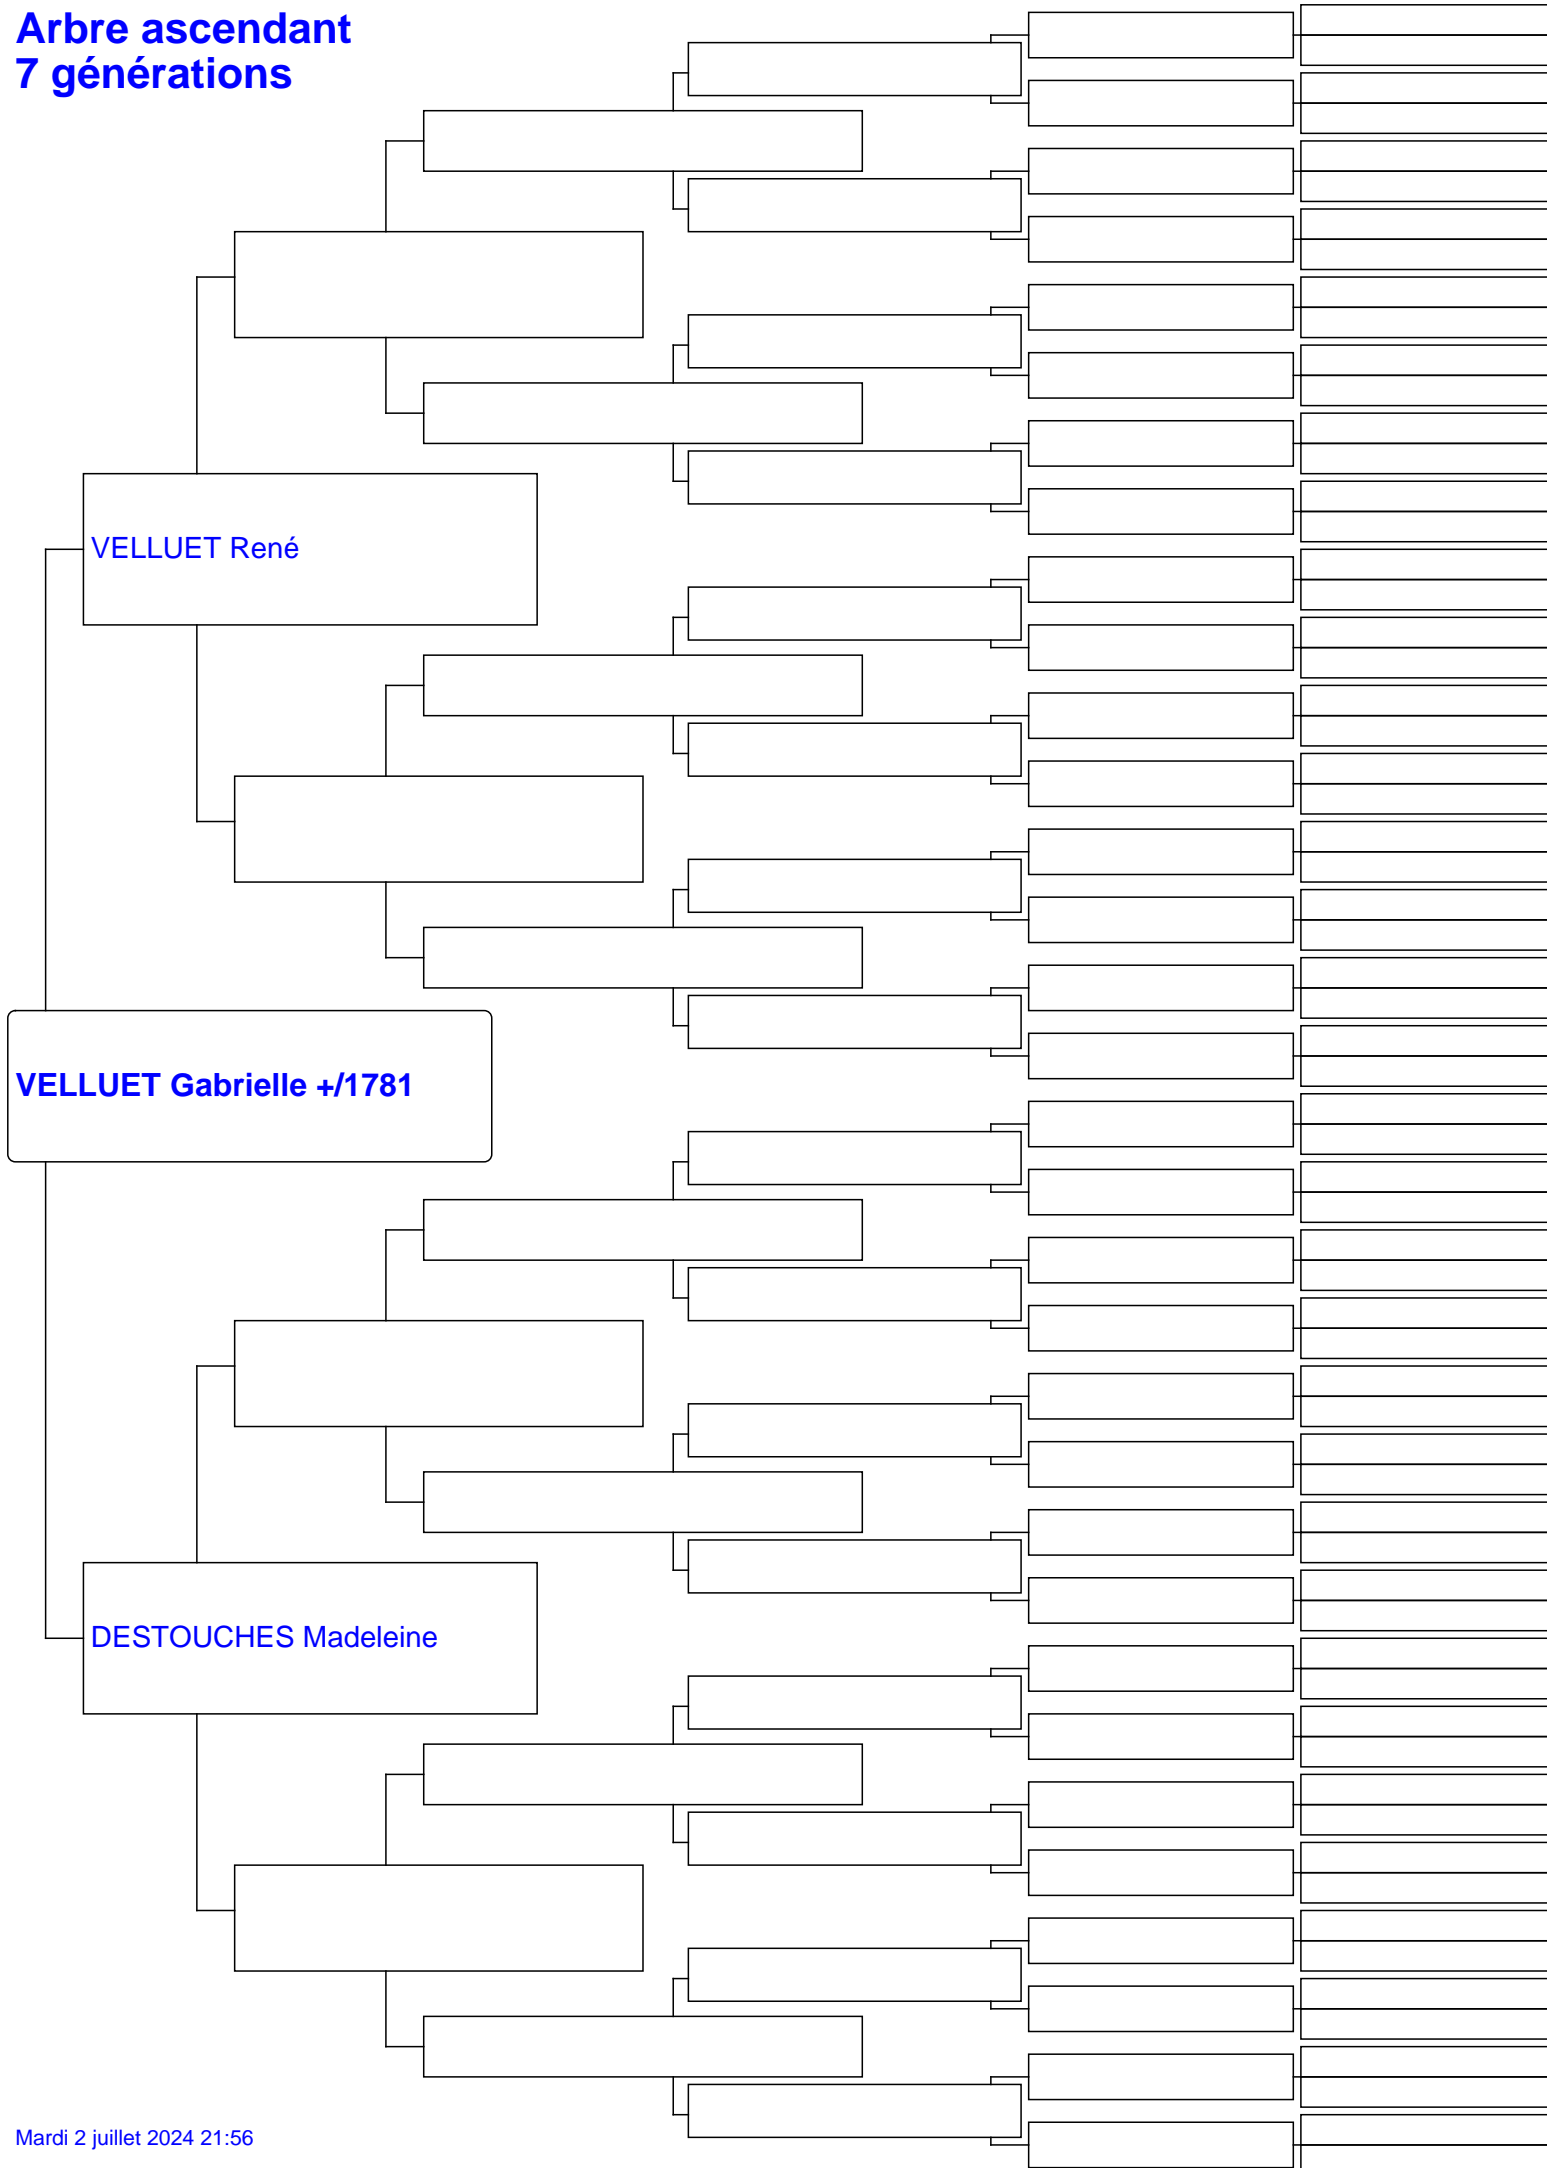 Arbre ascendant
7 générations
VELLUET René
VELLUET Gabrielle +/1781
DESTOUCHES Madeleine
Mardi 2 juillet 2024 21:56